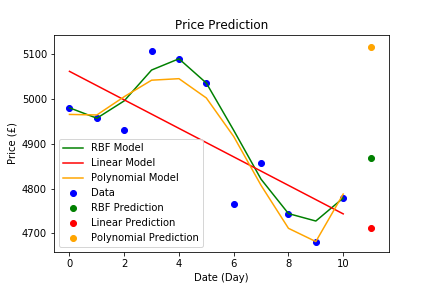 Price Prediction
Price (£)
5100
5000
4900
4800
4700
RBF Model
Linear Model
Polynomial Model
Data
RBF Prediction
Linear Prediction
Polynomial Prediction
0 2 4 6 8 10
Date (Day)